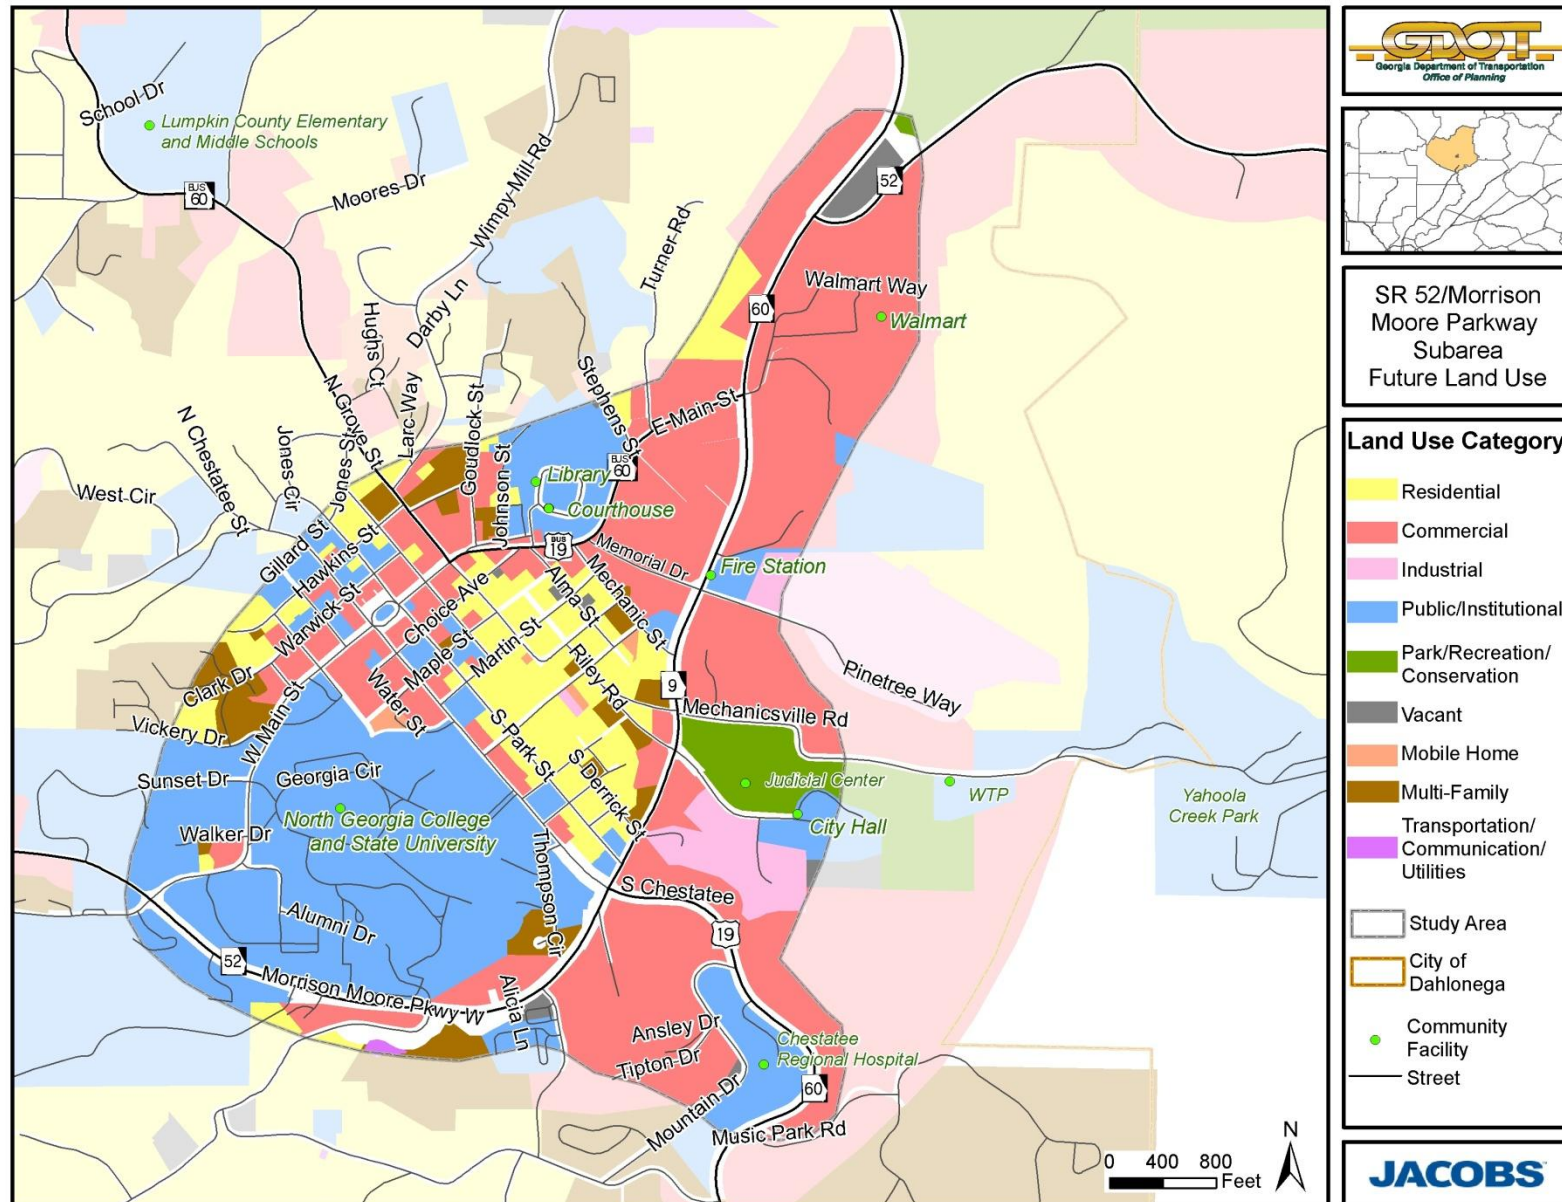 School Dr
Lumpkin County Elementary
and Middle Schools
BUS
60
Moores Dr
Wimpy Mill Rd
Turner Rd
52
60
Walmart Way
Walmart
Hughs Ct
Darby Ln
N Grove St
Larc Way
Goudlock St
Stephens St
E Main St
N Chestatee St
Jones Cir
Jones St
Johnson St
BUS
60
Library
Courthouse
West Cir
Gillard St
Hawkins St
BUS
19
Memorial Dr
Fire Station
Warwick St
Choice Ave
Alma St
Mechanic St
Maple St
Martin St
Clark Dr
Water St
Riley Rd
Pinetree Way
9
Mechanicsville Rd
Vickery Dr
W Main St
S Park St
S Derrick St
Sunset Dr
Georgia Cir
Judicial Center
WTP
Yahoola
Creek Park
North Georgia College
and State University
City Hall
Walker Dr
Thompson Cir
S Chestatee
Alumni Dr
19
52
Morrison Moore Pkwy W
Alicia Ln
Ansley Dr
Tipton Dr
Chestatee
Regional Hospital
Mountain Dr
60
Music Park Rd
0 400 800
Feet
N
GDOT
Georgia Department of Transportation
Office of Planning
SR 52/Morrison
Moore Parkway
Subarea
Future Land Use
Land Use Category
Residential
Commercial
Industrial
Public/Institutional
Park/Recreation/
Conservation
Vacant
Mobile Home
Multi-Family
Transportation/
Communication/
Utilities
Study Area
City of
Dahlonega
Community
Facility
Street
JACOBS